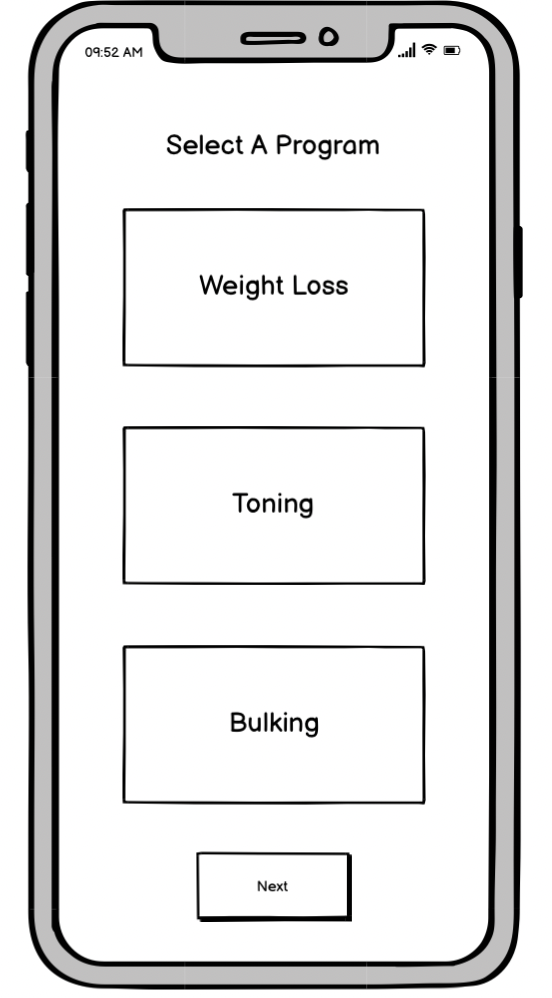 09:52 AM
Select A Program
Weight Loss
Toning
Bulking
Next